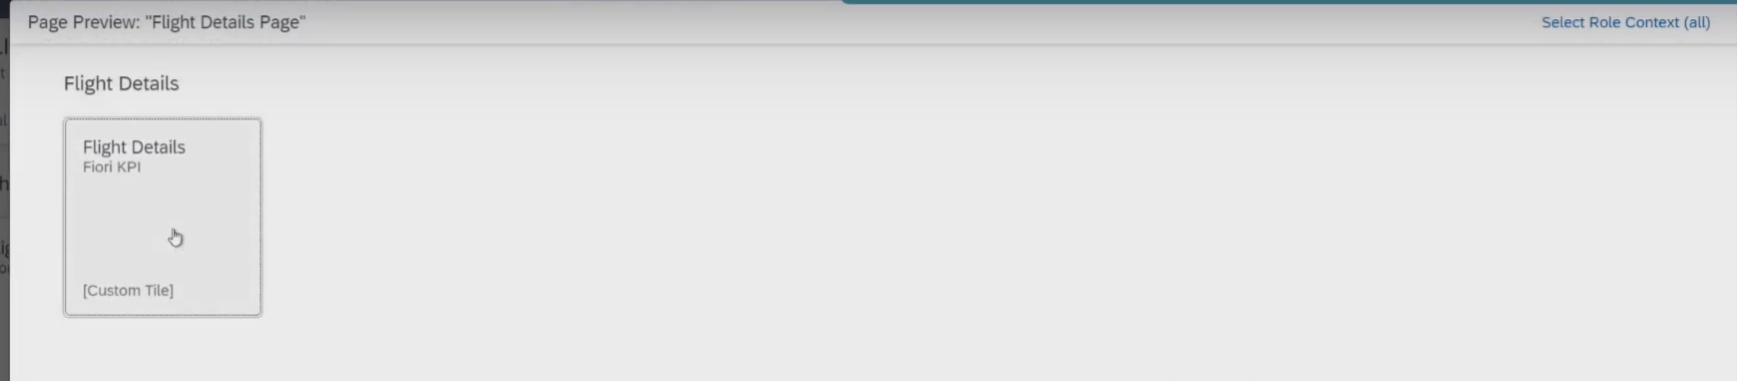 Page Preview: "Flight Details Page"
Select Role Context (all)
Flight Details
Flight Details
Fiori KPI
[Custom Tile]